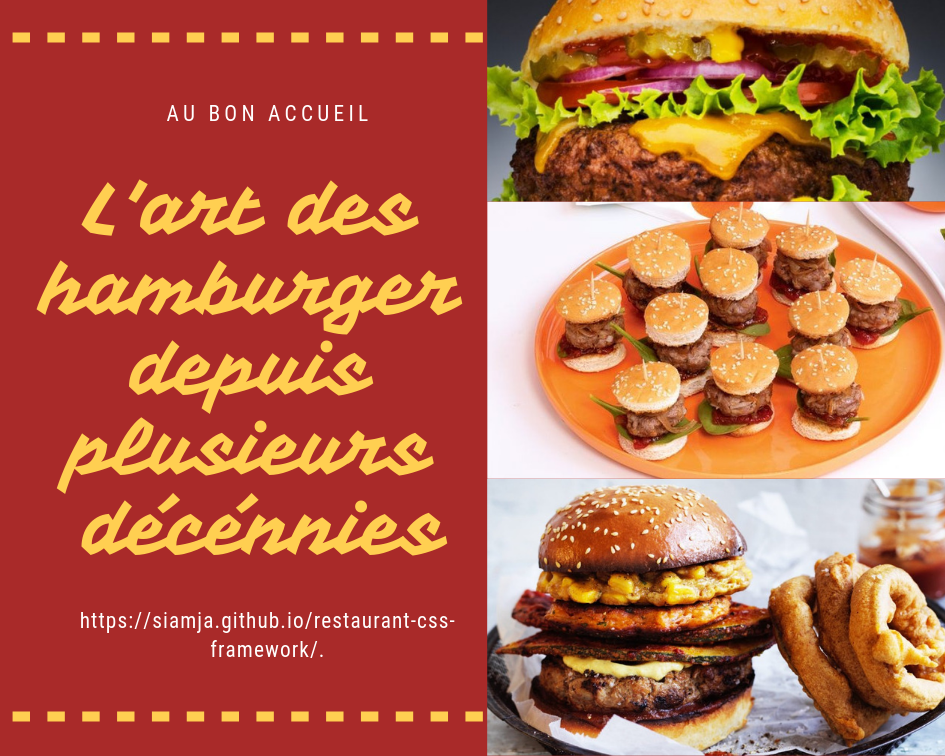 AU BON ACCUEIL
L'art des
hamburger
depuis
plusieurs
décénnies
https://siamja.github.io/restaurant-css-
framework/.